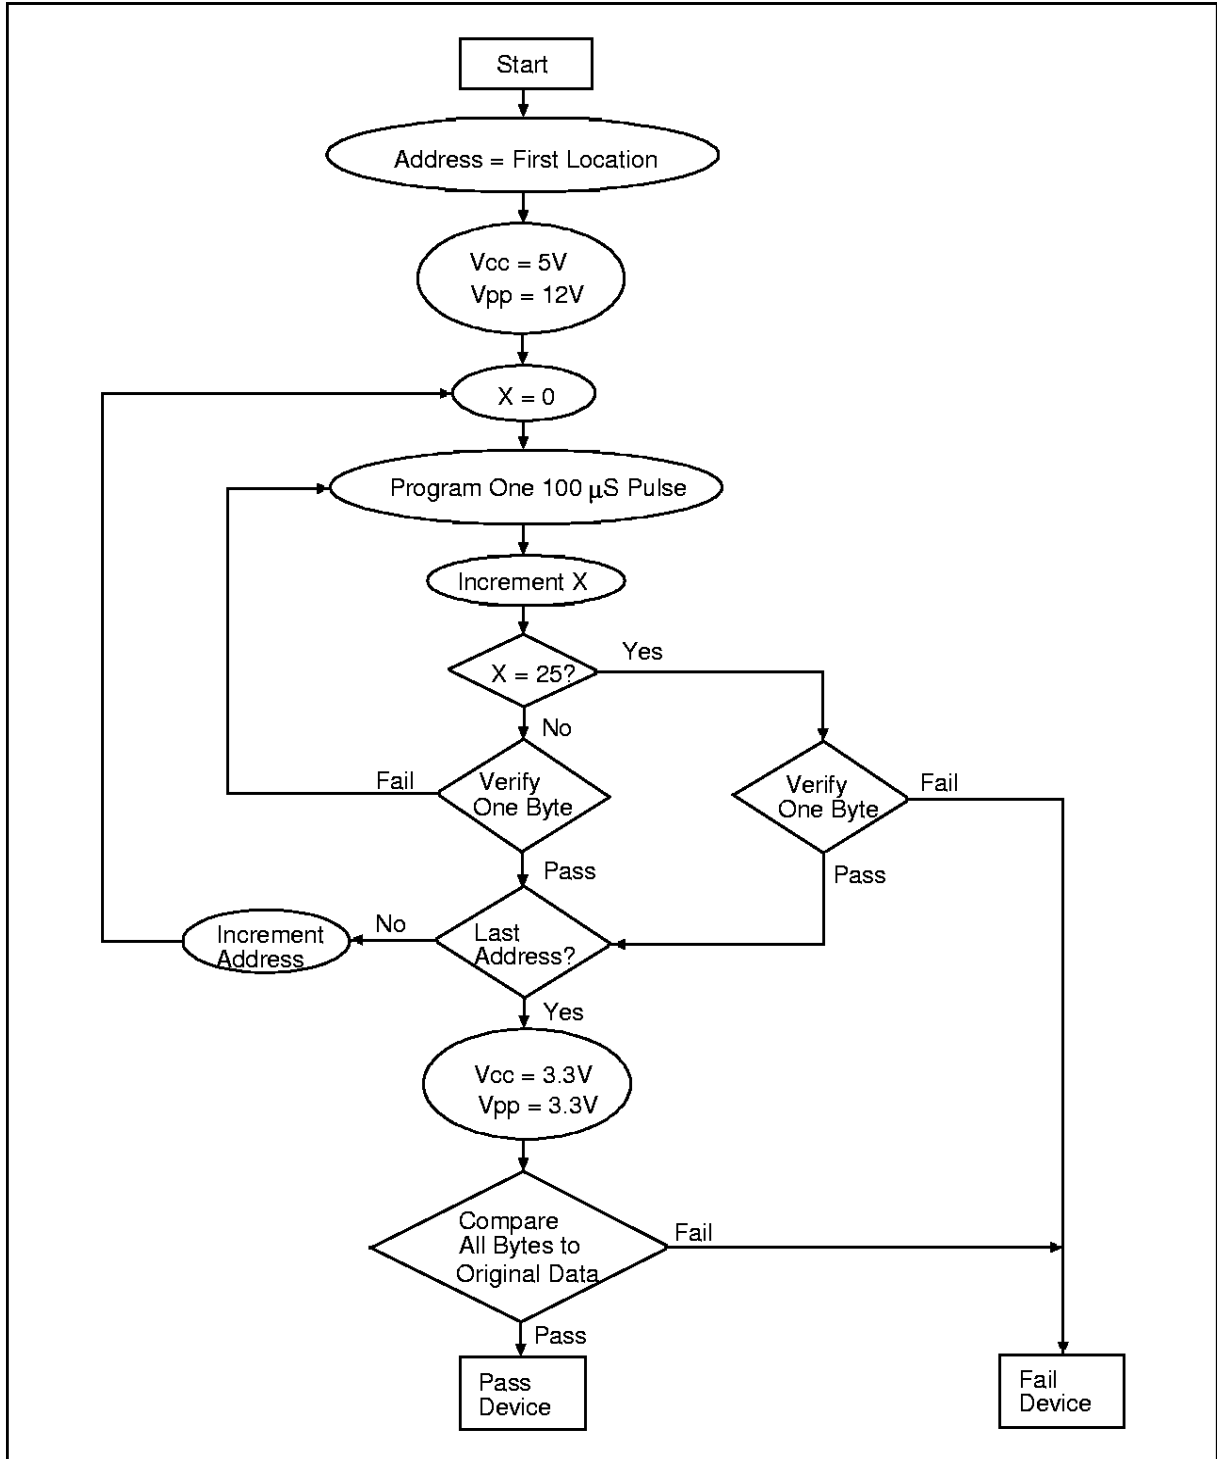 Start
Address = First Location
Vcc = 5V
Vpp = 12V
X = 0
Program One 100 µS Pulse
Increment X
X = 25?
Yes
No
Fail
Verify
One Byte
Verify
One Byte
Fail
Pass
Pass
No
Increment
Address
Last
Address?
Yes
Vcc = 3.3V
Vpp = 3.3V
Compare
All Bytes to
Original Data
Fail
Pass
Pass
Device
Fail
Device